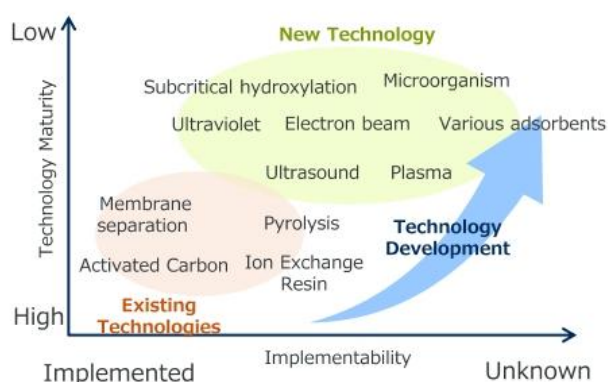 Low
New Technology
Subcritical hydroxylation
Microorganism
Ultraviolet
Electron beam
Various adsorbents
Ultrasound
Plasma
Technology Maturity
Membrane
separation
Pyrolysis
Technology
Development
Activated Carbon
Ion Exchange
Resin
Existing
Technologies
High
Implemented
Implementability
Unknown